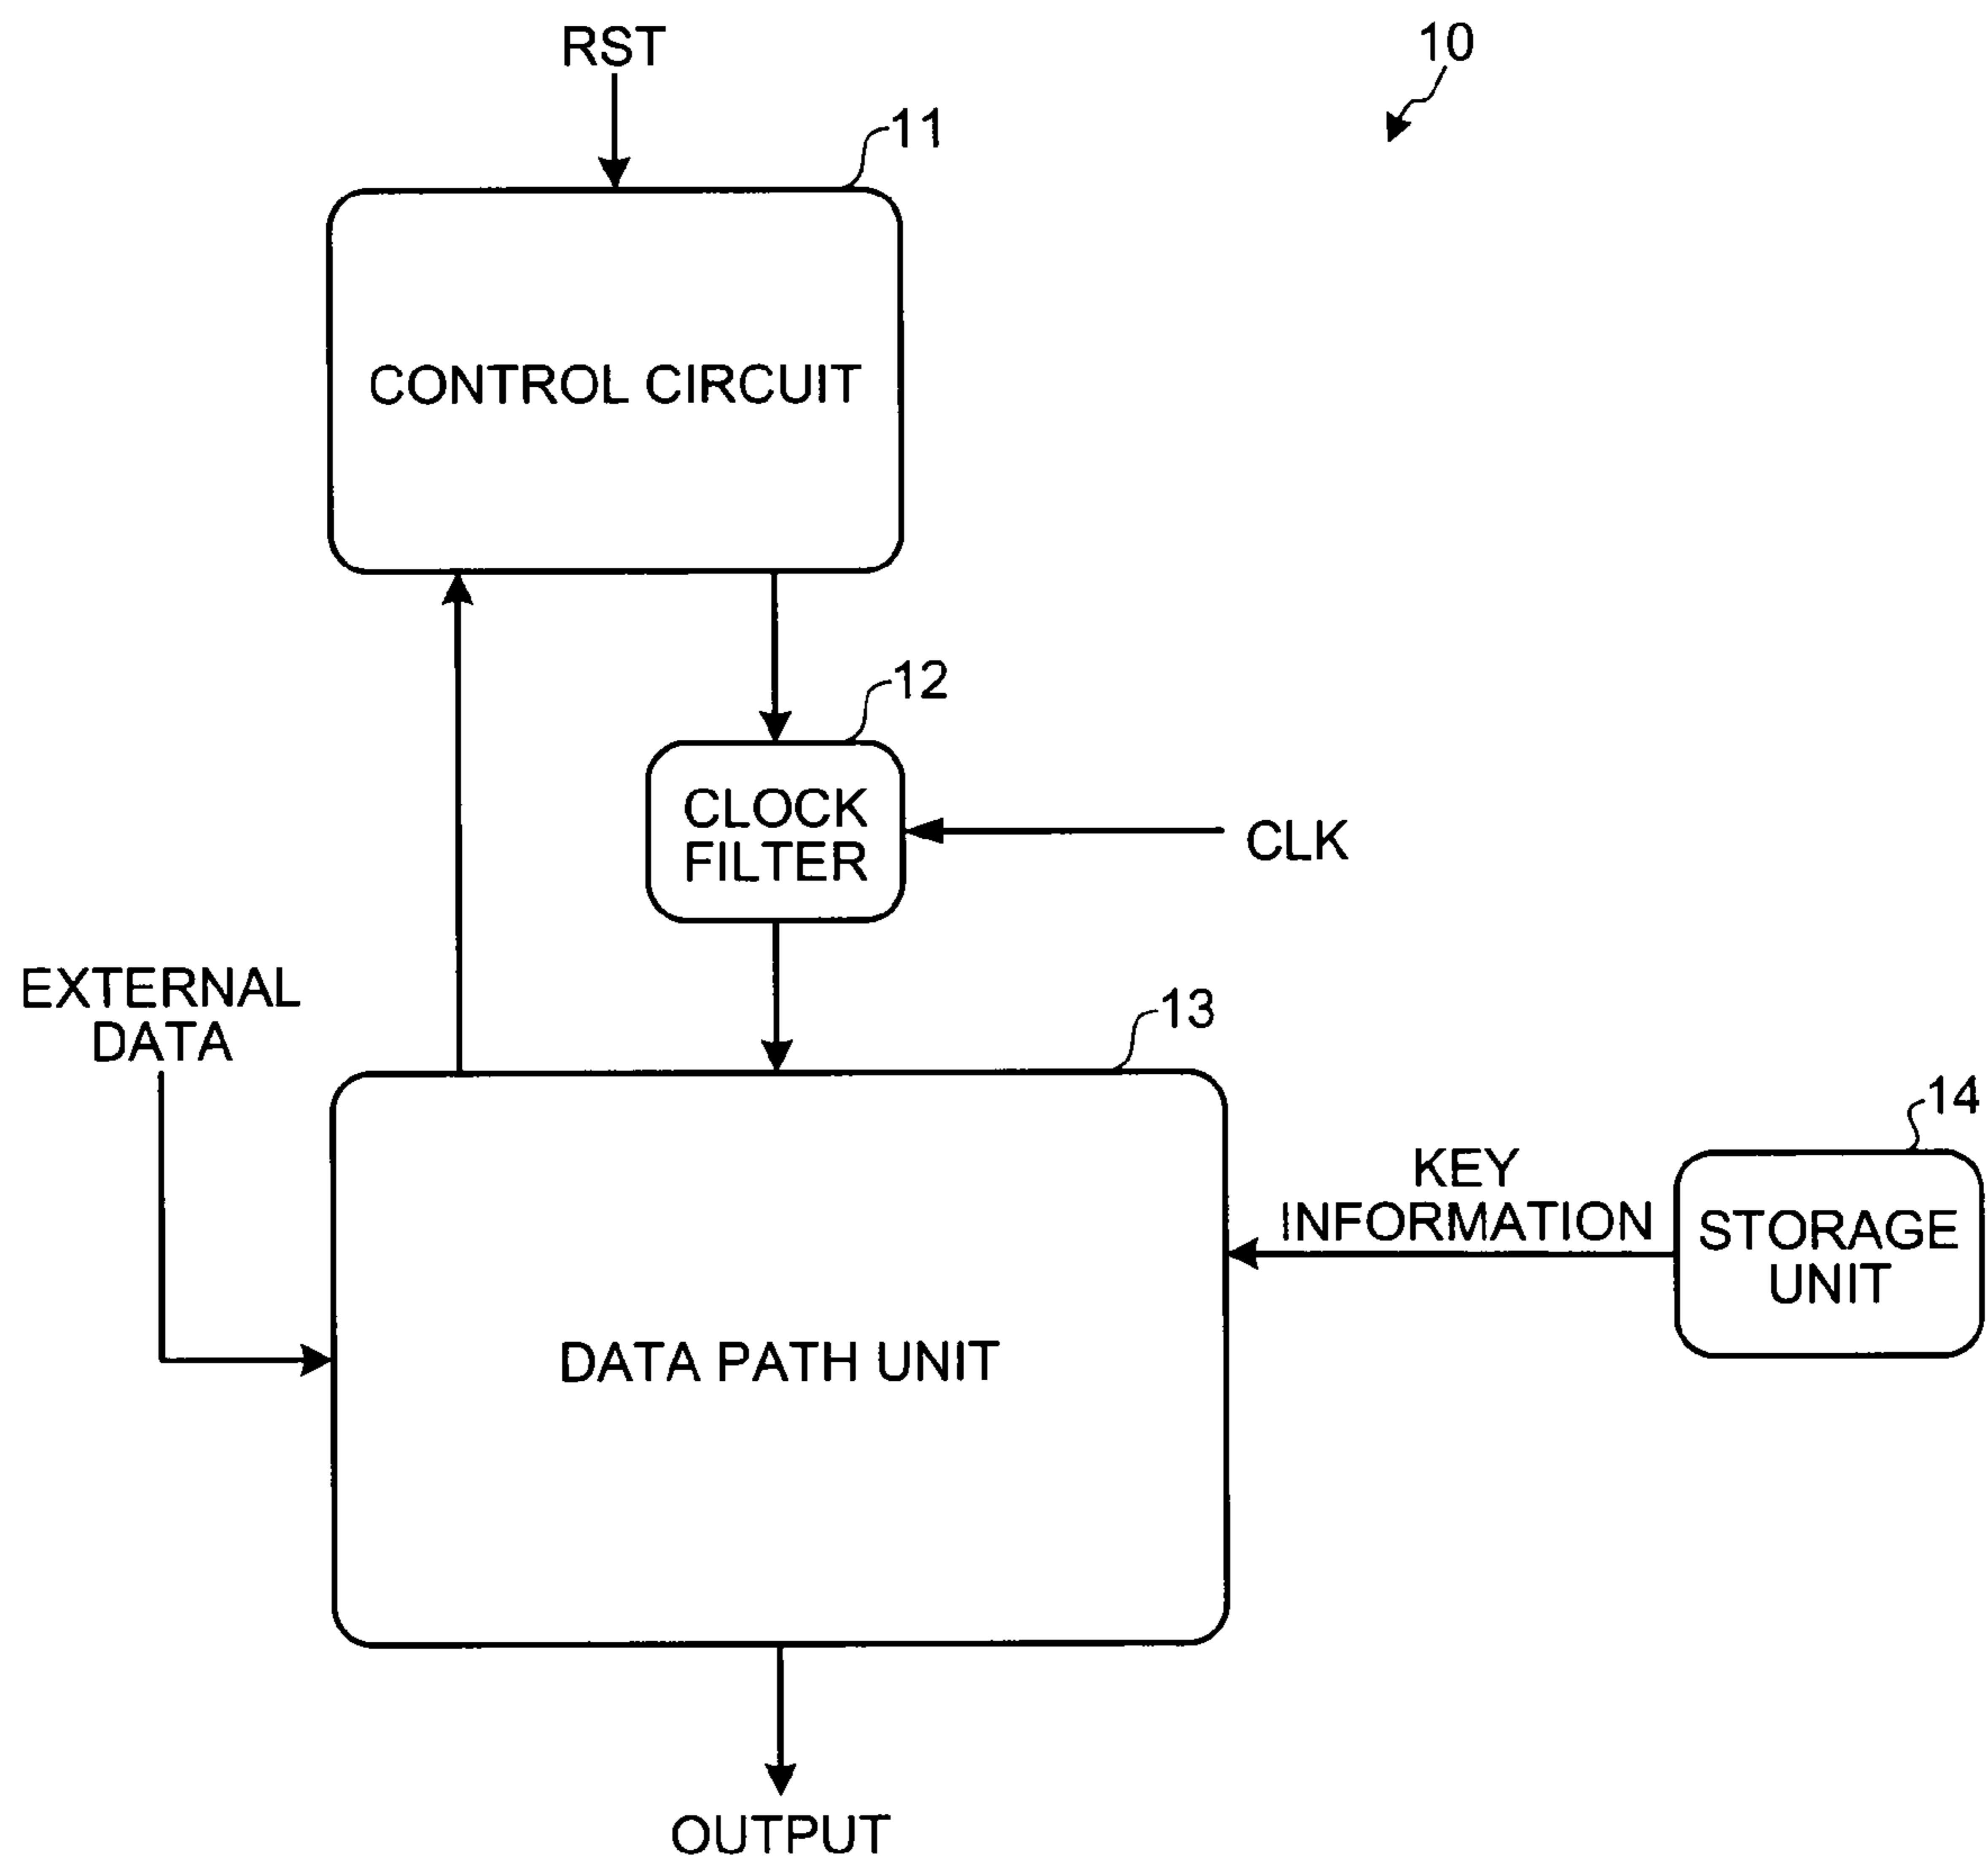 RST
10
11
CONTROL CIRCUIT
12
CLOCK
FILTER
CLK
EXTERNAL
DATA
13
14
KEY
INFORMATION
STORAGE
UNIT
DATA PATH UNIT
OUTPUT